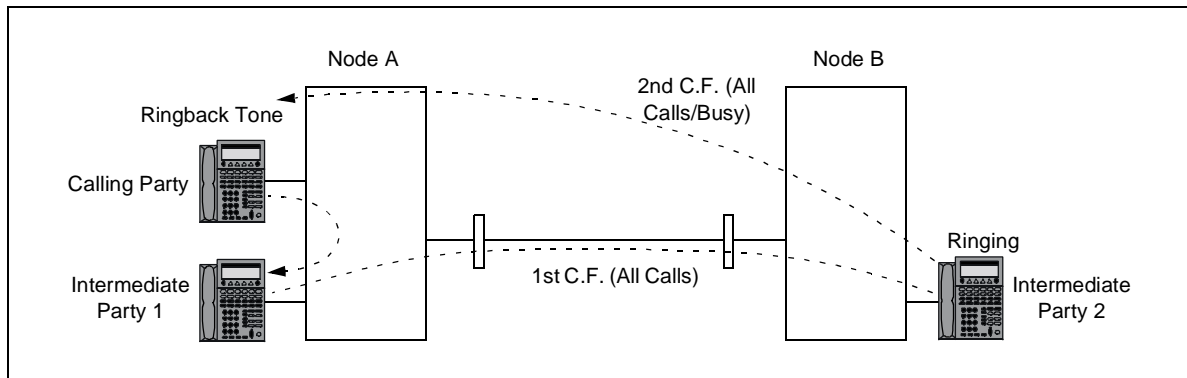 Node A
Node B
2nd C.F. (All
Calls/Busy)
Ringback Tone
Calling Party
Ringing
1st C.F. (All Calls)
Intermediate
Party 1
Intermediate
Party 2